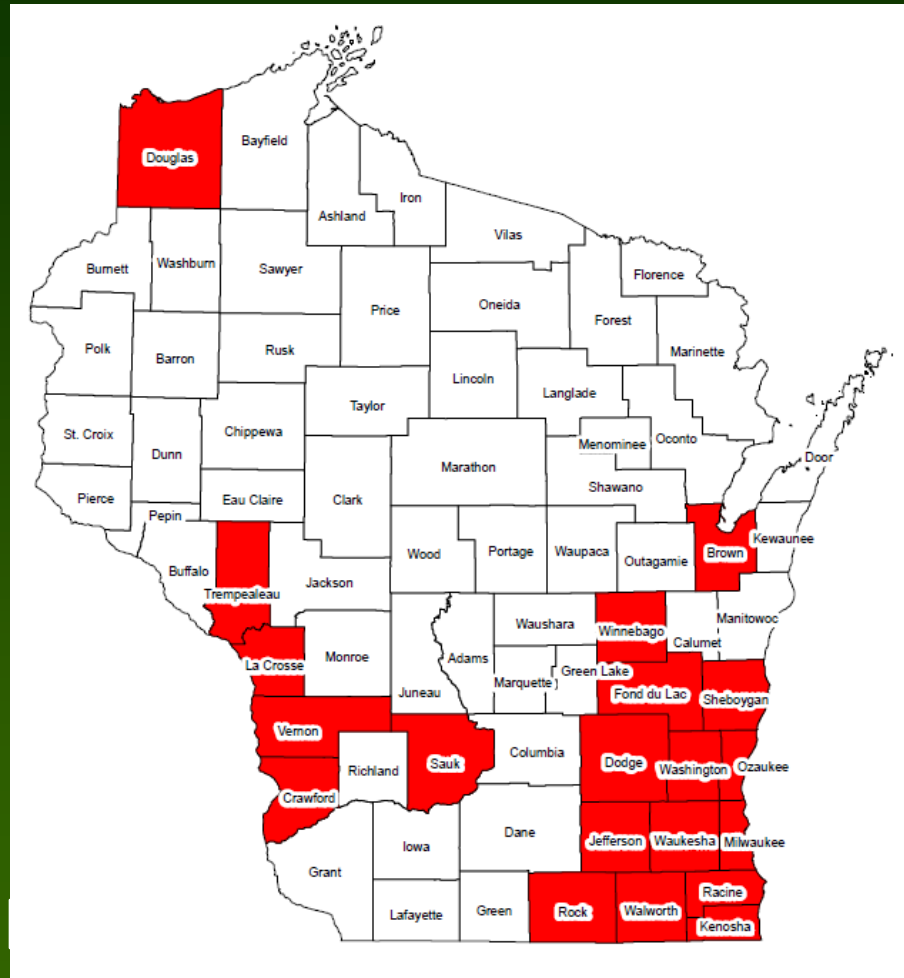 Douglas
Bayfield
Iron
Ashland
Vilas
Burnett
Washburn
Sawyer
Florence
Price
Oneida
Forest
Polk
Barron
Rusk
Marinette
Lincoln
Langlade
Taylor
St. Croix
Chippewa
Dunn
Menominee
Oconto
Marathon
Door
Shawano
Pierce
Eau Claire
Clark
Pepin
Wood
Portage
Waupaca
Outagamie
Brown
Kewaunee
Buffalo
Jackson
Trempealeau
Waushara
Winnebago
Manitowoc
Calumet
La Crosse
Monroe
Adams
Green Lake
Marquette
Juneau
Fond du Lac
Sheboygan
Vernon
Columbia
Sauk
Dodge
Washington
Ozaukee
Richland
Crawford
Dane
Iowa
Jefferson
Waukesha
Milwaukee
Grant
Racine
Lafayette
Green
Rock
Walworth
Kenosha